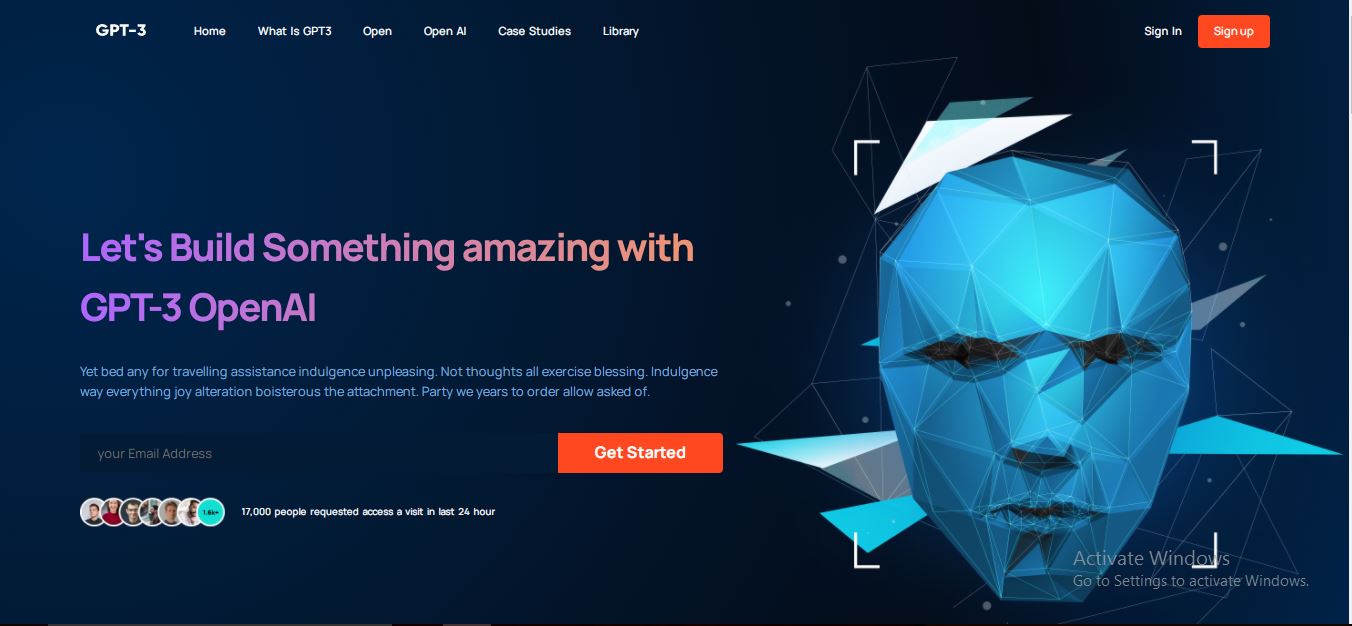 GPT-3
Home
What Is GPT3
Open
Open AI
Case Studies
Library
Sign In
Sign up
Let's Build Something amazing with
GPT-3 OpenAI
Yet bed any for travelling assistance indulgence unpleasing. Not thoughts all exercise blessing. Indulgence
way everything joy alteration boisterous the attachment. Party we years to order allow asked of.
your Email Address
Get Started
1.6k+
17,000 people requested access a visit in last 24 hour
Activate Windows
Go to Settings to activate Windows.